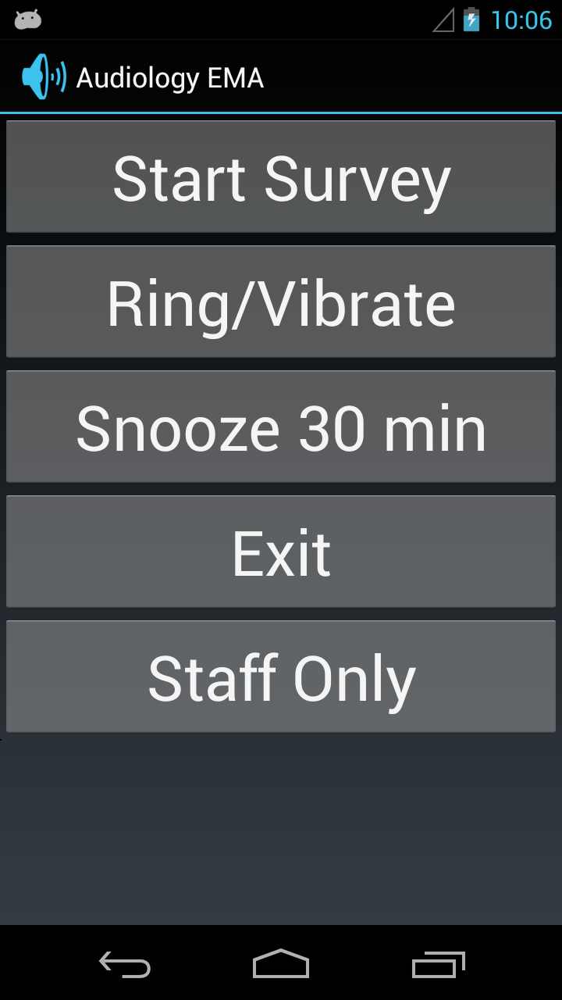 10:06
Audiology EMA
Start Survey
Ring/Vibrate
Snooze 30 min
Exit
Staff Only